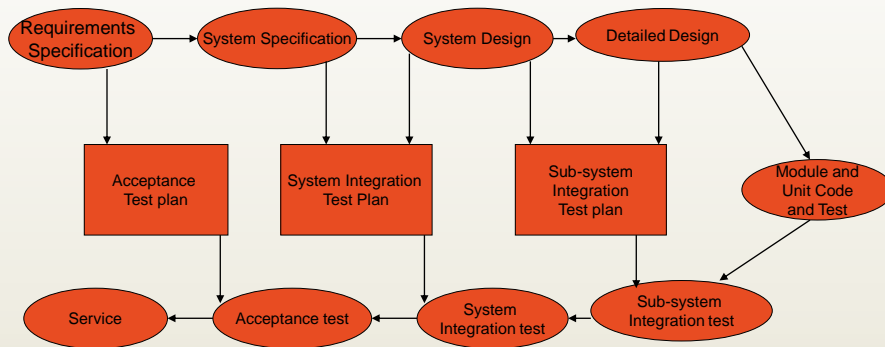 Requirements
Specification
System Specification
System Design
Detailed Design
Acceptance
Test plan
System Integration
Test Plan
Sub-system
Integration
Test plan
Module and
Unit Code
and Test
Service
Acceptance test
System
Integration test
Sub-system
Integration test